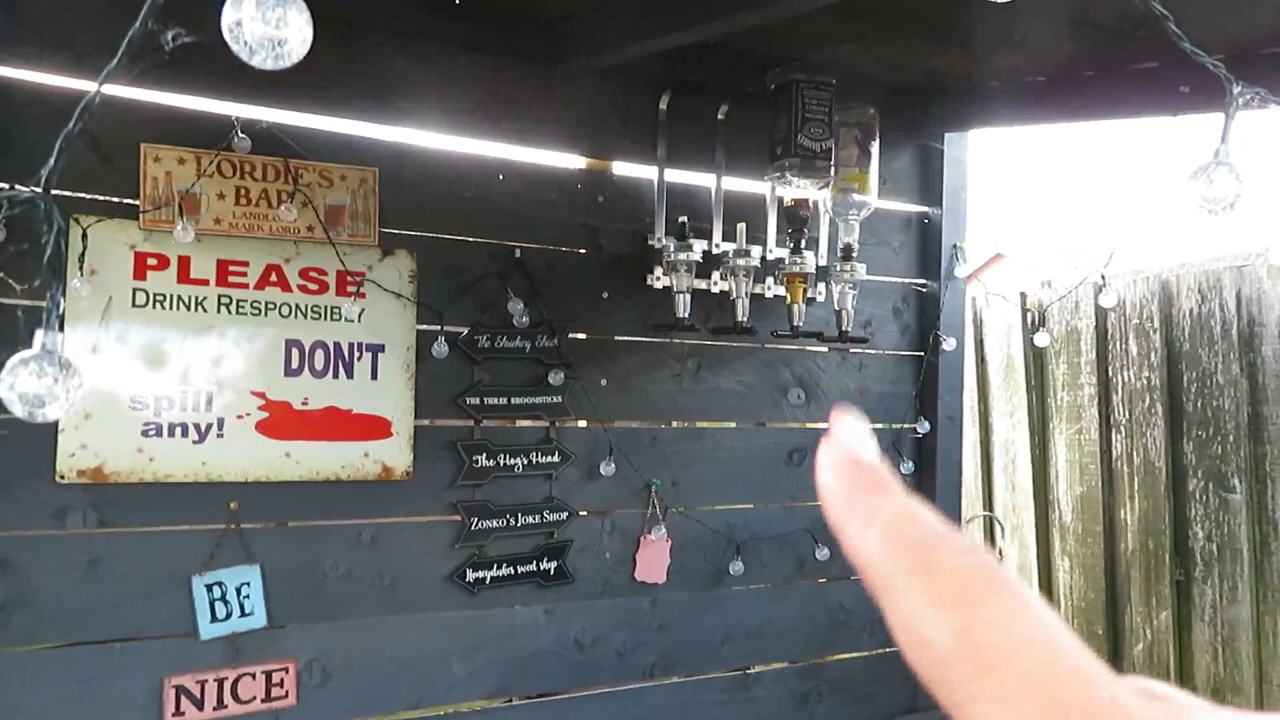 LORDIE'S
BAR
LANDLORD
MARK LORD
PLEASE
DRINK RESPONSIBLY
DON'T
spill
any!
The Shrieking Shack
THE THREE BROOMSTICKS
The Hog's Head
ZONKO'S JOKE SHOP
Honeydukes sweet shop
BE
NICE